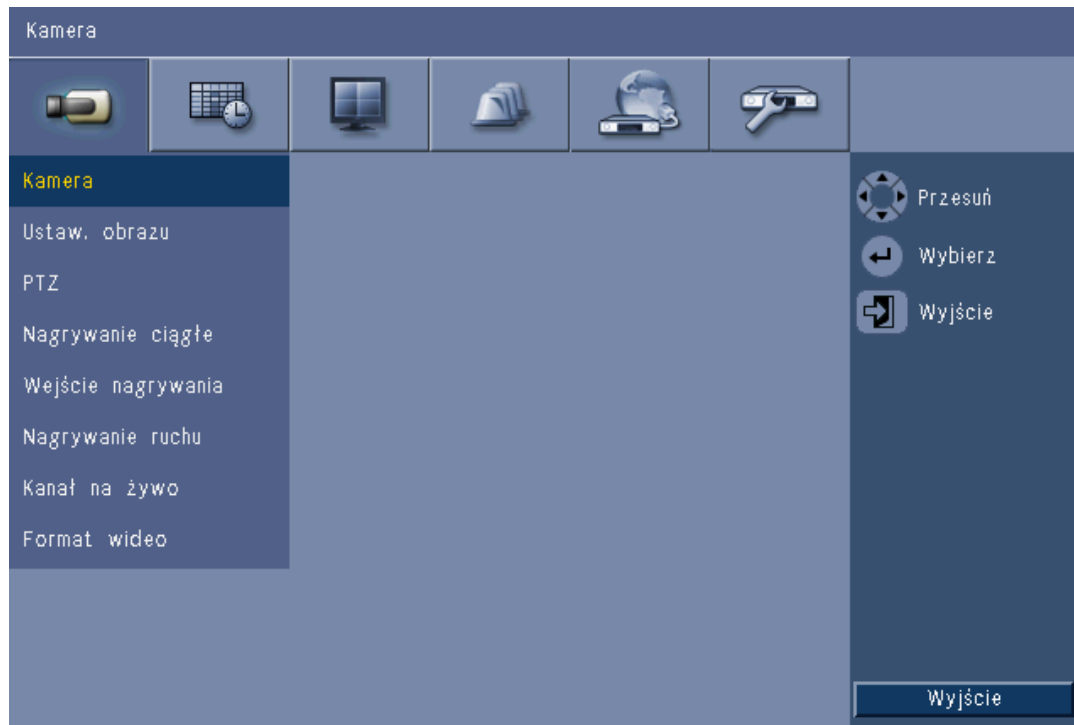 Kamera
Kamera
Ustaw. obrazu
PTZ
Nagrywanie ciągłe
Wejście nagrywania
Nagrywanie ruchu
Kanał na żywo
Format wideo
Przesuń
Wybierz
Wyjście
Wyjście